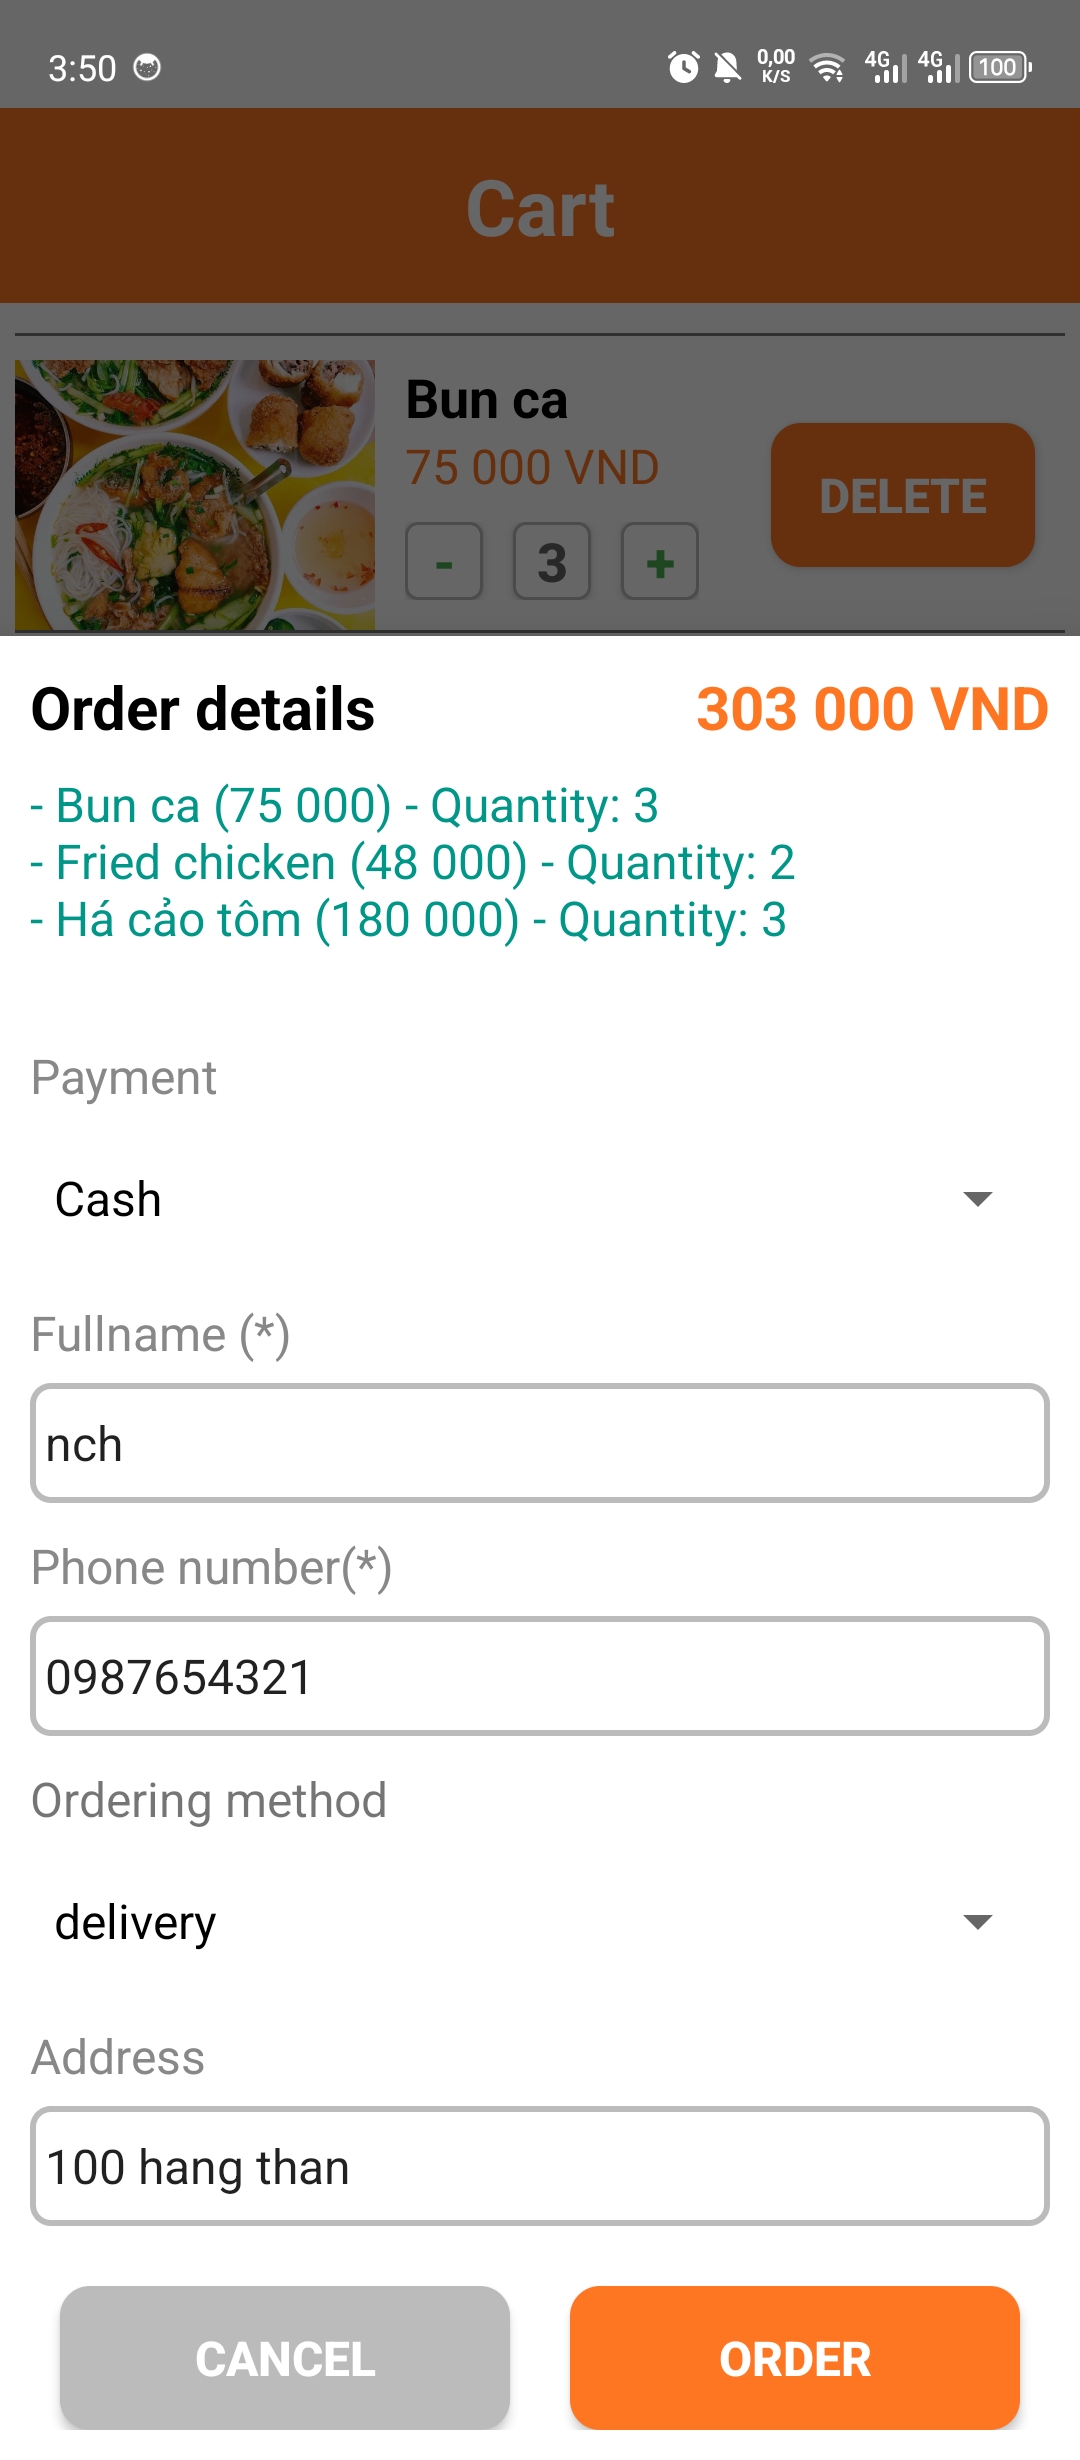 3:50 0,00 K/S 4G 4G 100
Cart
Bun ca
75 000 VND
DELETE
- 3 +
Order details 303 000 VND
- Bun ca (75 000) - Quantity: 3
- Fried chicken (48 000) - Quantity: 2
- Há cảo tôm (180 000) - Quantity: 3
Payment
Cash
Fullname (*)
nch
Phone number(*)
0987654321
Ordering method
delivery
Address
100 hang than
CANCEL ORDER